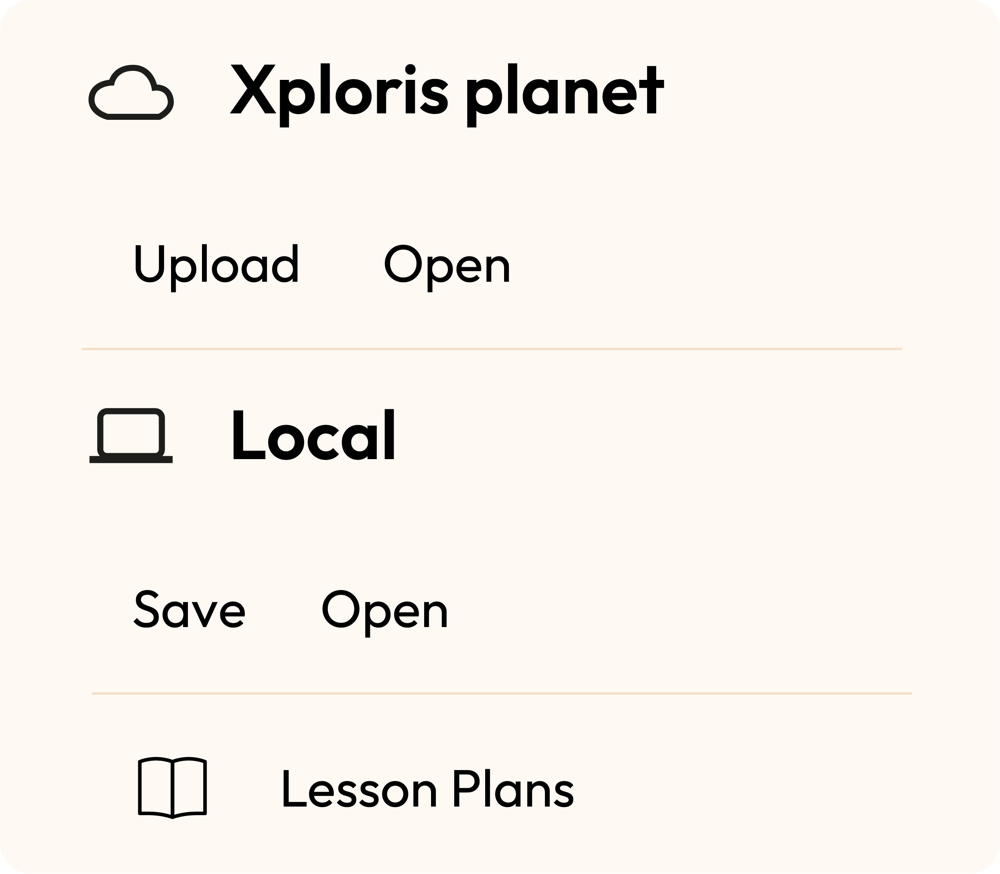 Xploris planet
Upload Open
Local
Save Open
Lesson Plans